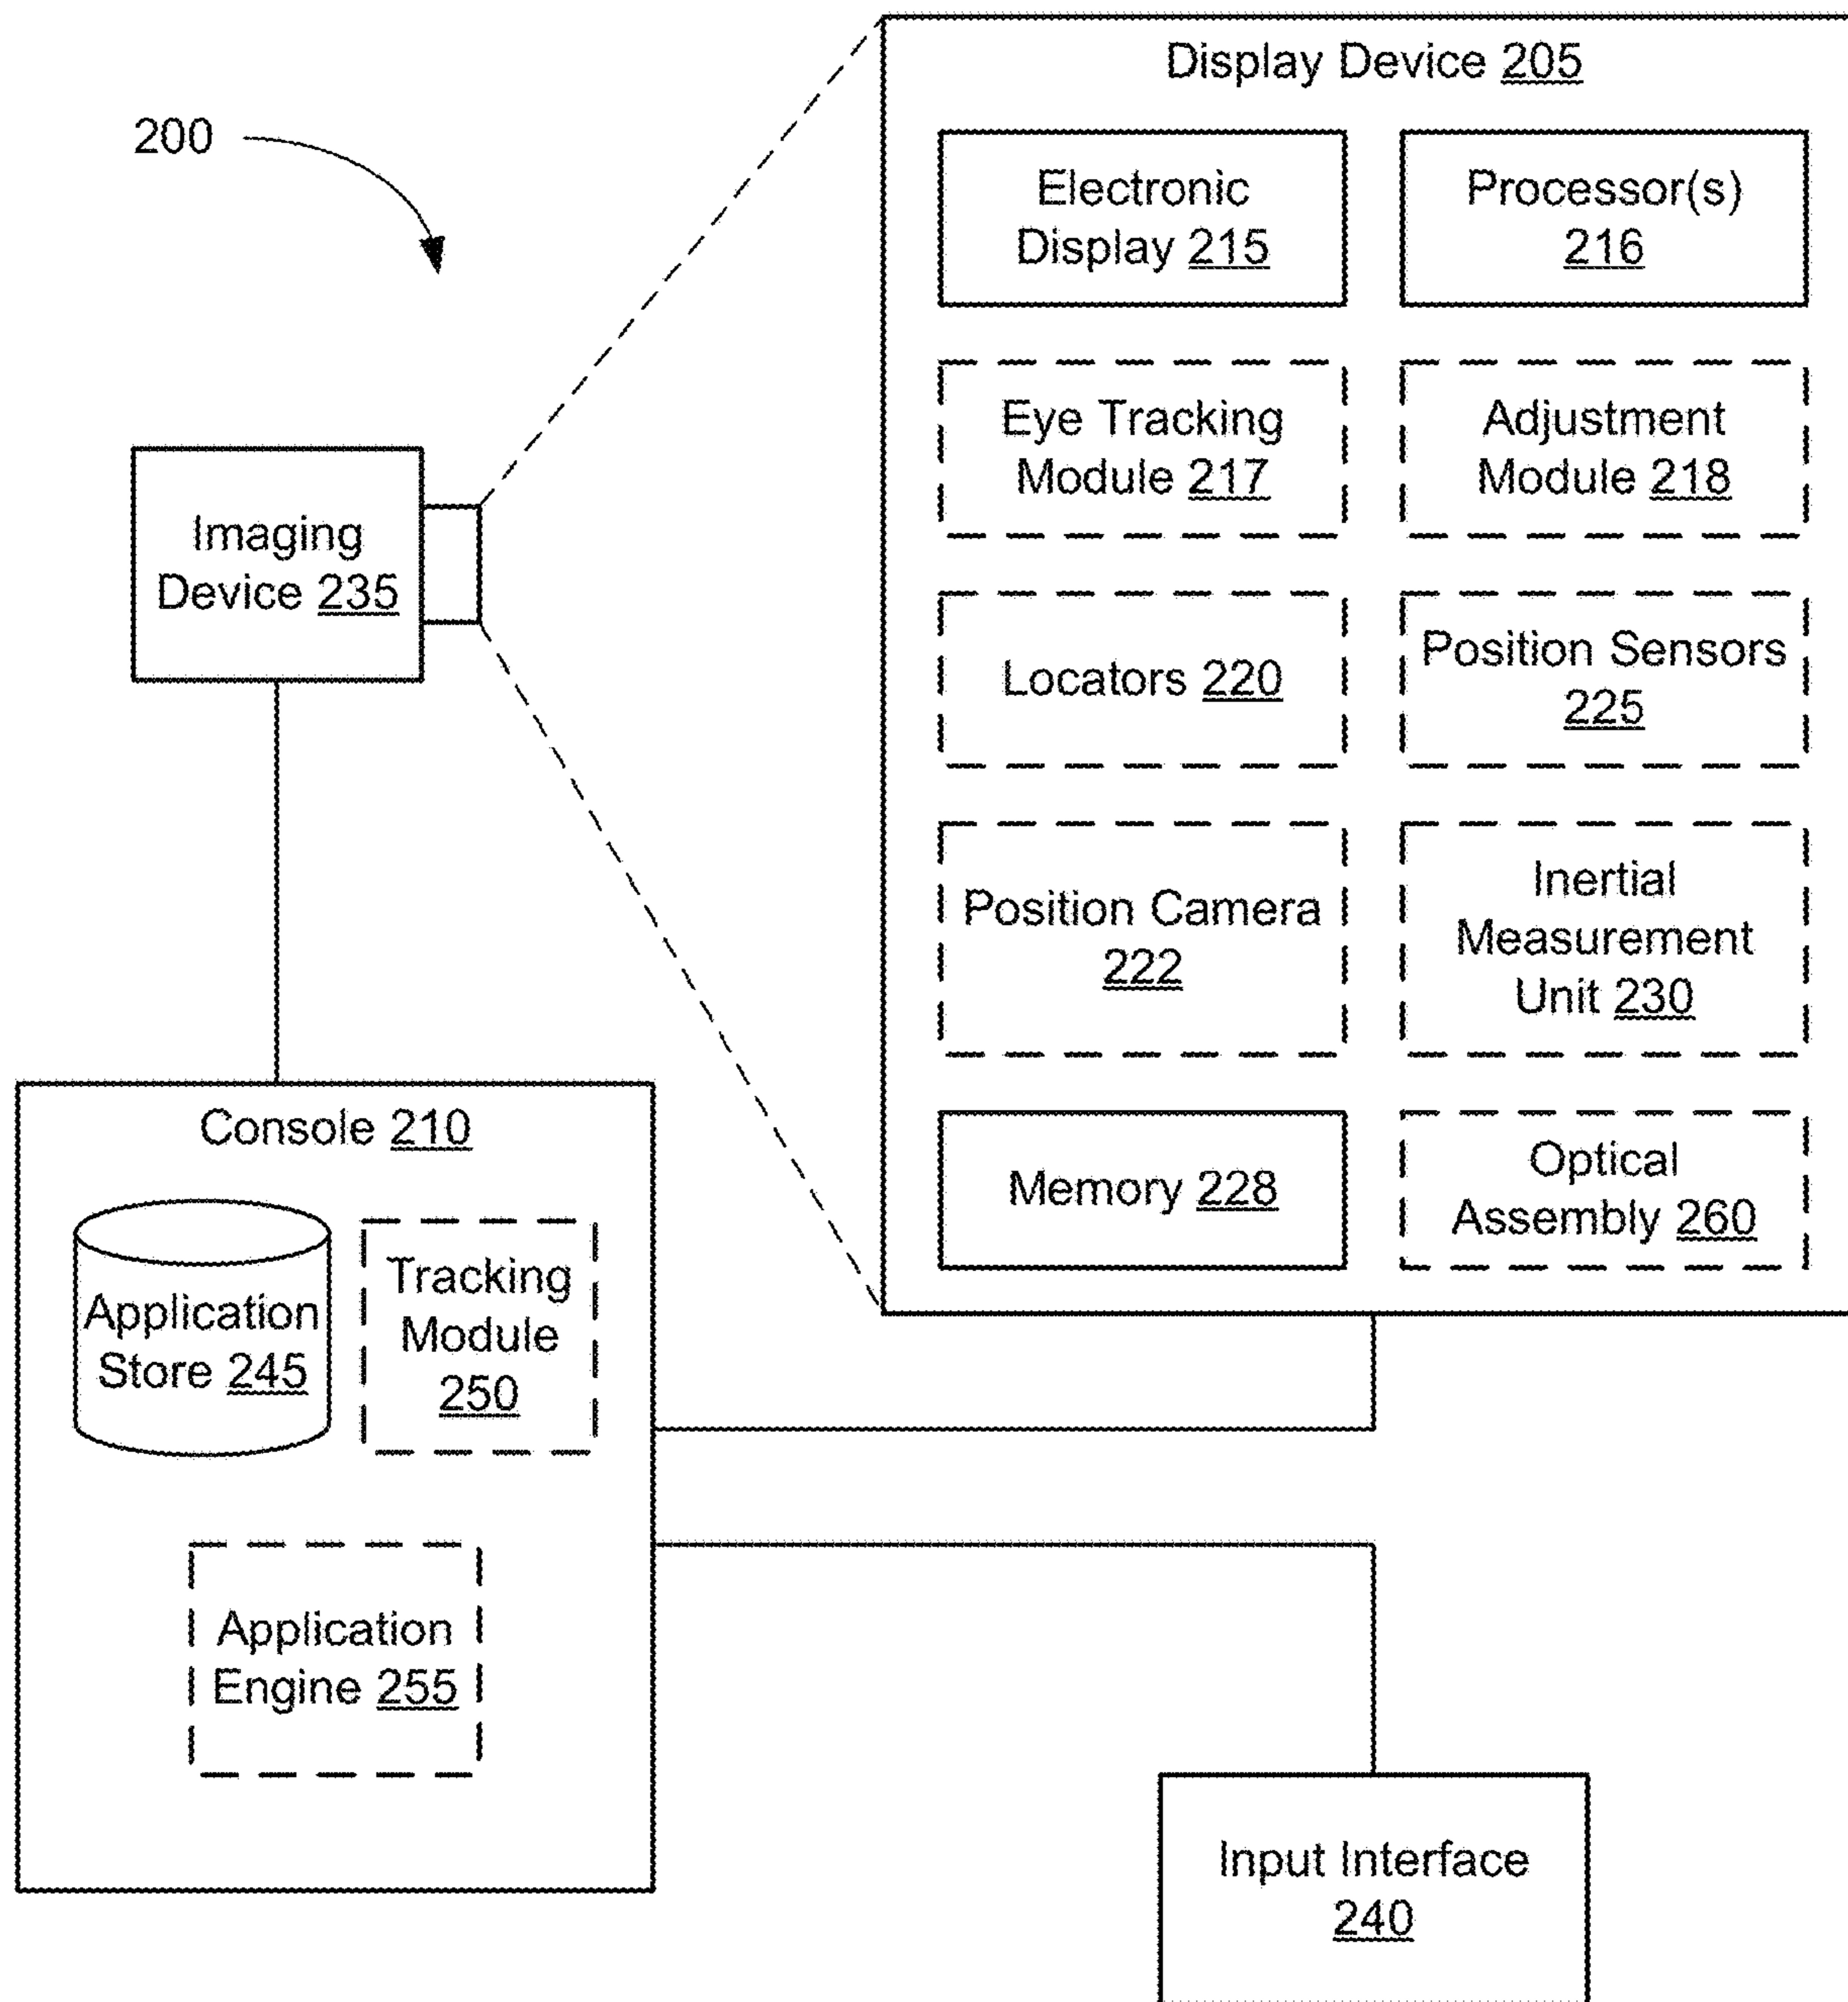 200
Display Device 205
Electronic
Display 215
Processor(s)
216
Eye Tracking
Module 217
Adjustment
Module 218
Imaging
Device 235
Locators 220
Position Sensors
225
Position Camera
222
Inertial
Measurement
Unit 230
Memory 228
Optical
Assembly 260
Console 210
Application
Store 245
Tracking
Module
250
Application
Engine 255
Input Interface
240